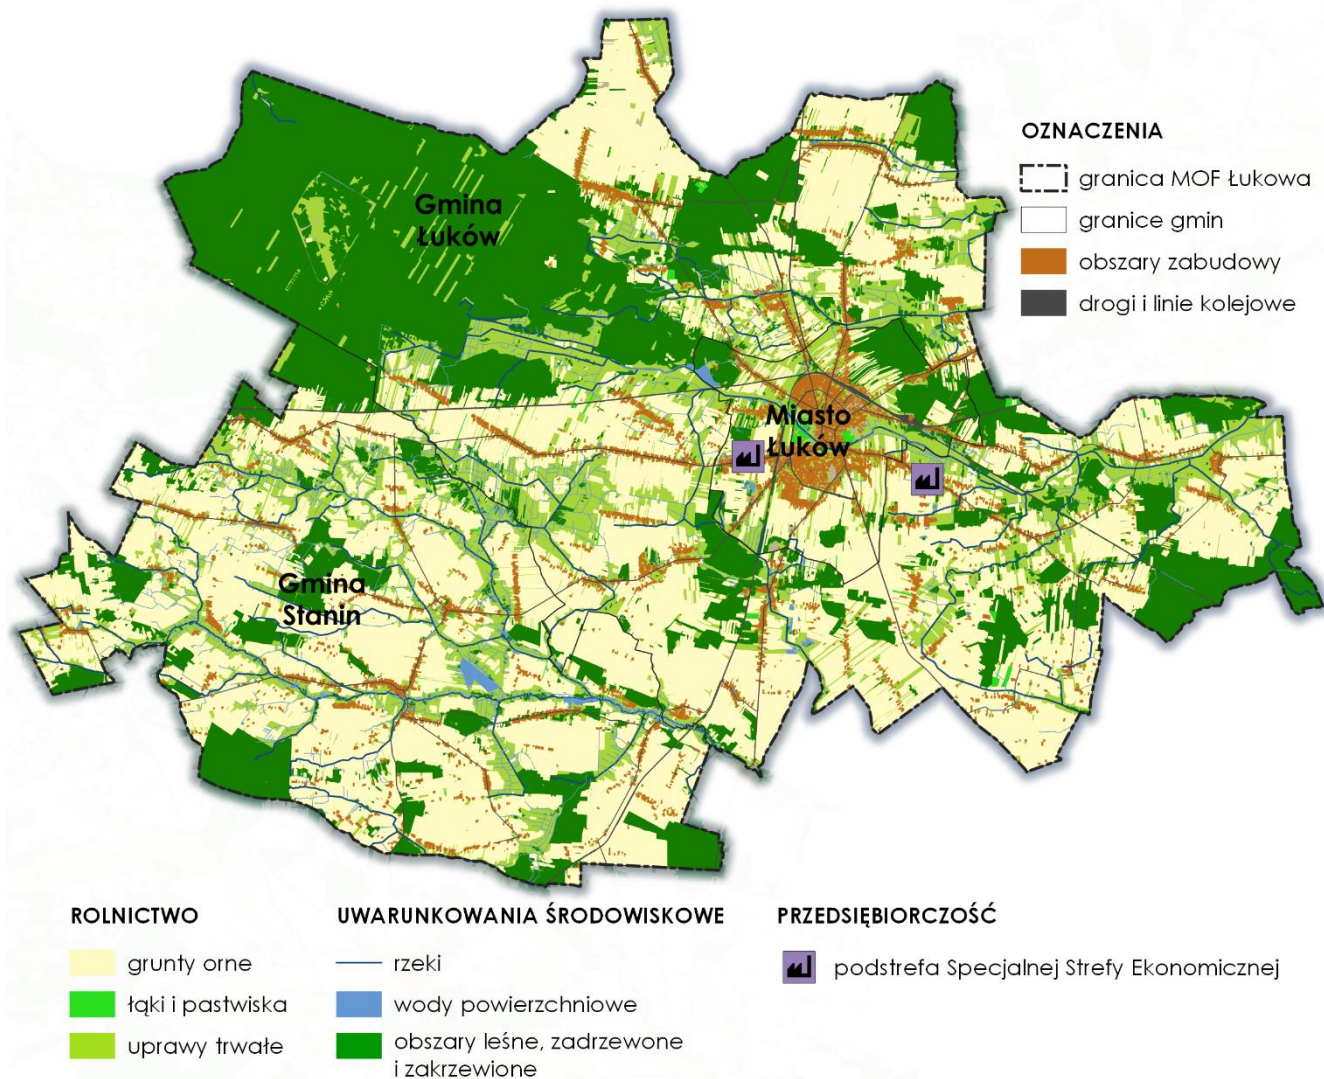 Gmina
Łuków
Miasto
Łuków
Gmina
Stanin
OZNACZENIA
granica MOF Łukowa
granice gmin
obszary zabudowy
drogi i linie kolejowe
ROLNICTWO
grunty orne
łąki i pastwiska
uprawy trwałe
UWARUNKOWANIA ŚRODOWISKOWE
rzeki
wody powierzchniowe
obszary leśne, zadrzewone
i zakrzewione
PRZEDSIĘBIORCZOŚĆ
podstrefa Specjalnej Strefy Ekonomicznej